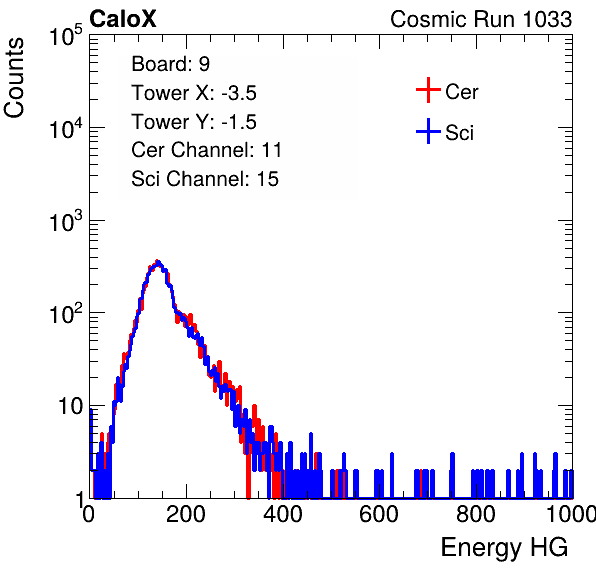 CaloX Cosmic Run 1033
Counts
10^5
10^4
10^3
10^2
10
1
Board: 9
Tower X: -3.5
Tower Y: -1.5
Cer Channel: 11
Sci Channel: 15
Cer
Sci
0 200 400 600 800 1000
Energy HG